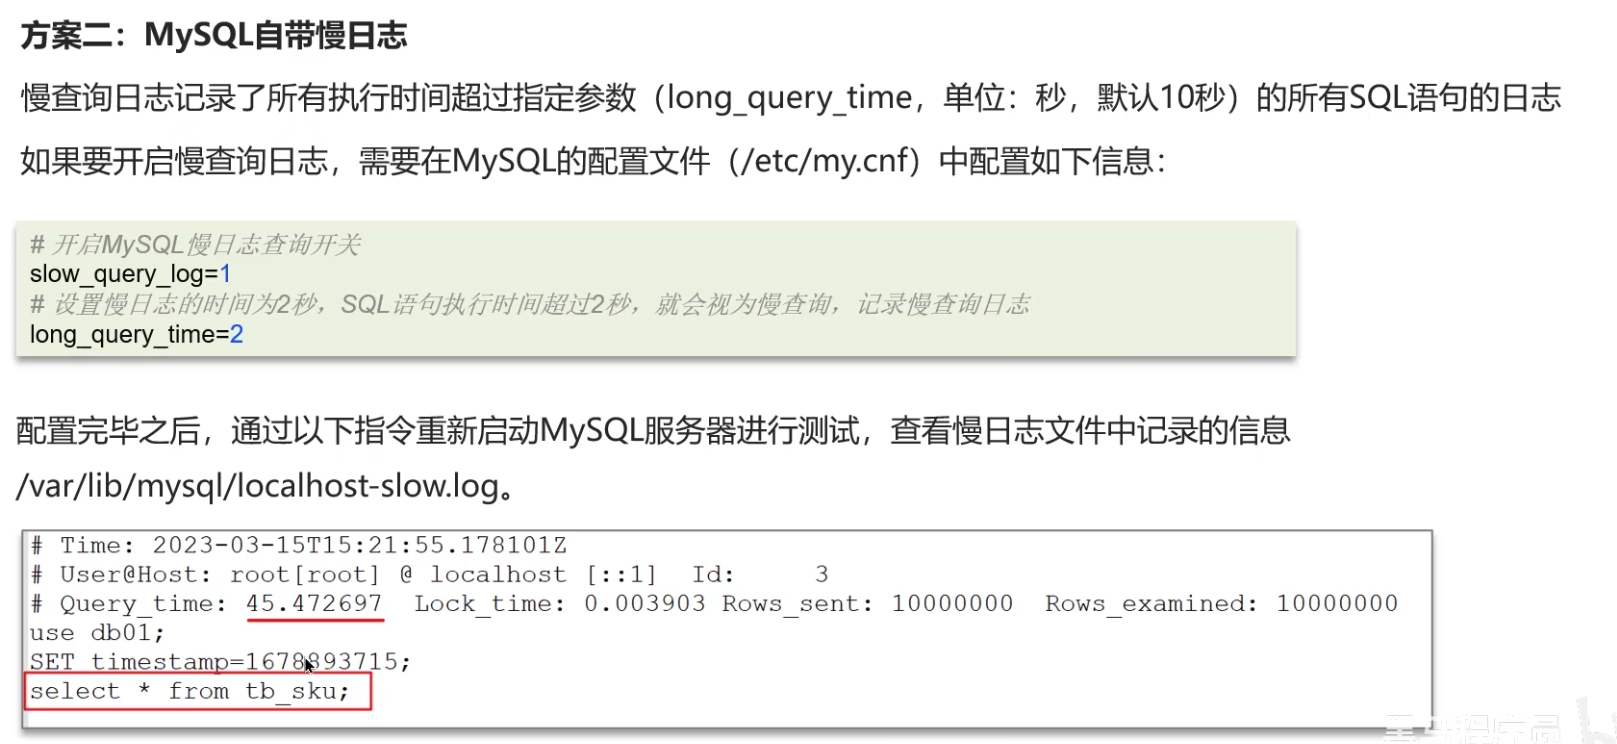 方案二：MySQL自带慢日志
慢查询日志记录了所有执行时间超过指定参数（long_query_time，单位：秒，默认10秒）的所有SQL语句的日志
如果要开启慢查询日志，需要在MySQL的配置文件（/etc/my.cnf）中配置如下信息：
# 开启MySQL慢日志查询开关
slow_query_log=1
# 设置慢日志的时间为2秒，SQL语句执行时间超过2秒，就会视为慢查询，记录慢查询日志
long_query_time=2
配置完毕之后，通过以下指令重新启动MySQL服务器进行测试，查看慢日志文件中记录的信息
/var/lib/mysql/localhost-slow.log。
# Time: 2023-03-15T15:21:55.178101Z
# User@Host: root[root] @ localhost [::1]  Id:     3
# Query_time: 45.472697  Lock_time: 0.003903 Rows_sent: 10000000  Rows_examined: 10000000
use db01;
SET timestamp=1678893715;
select * from tb_sku;